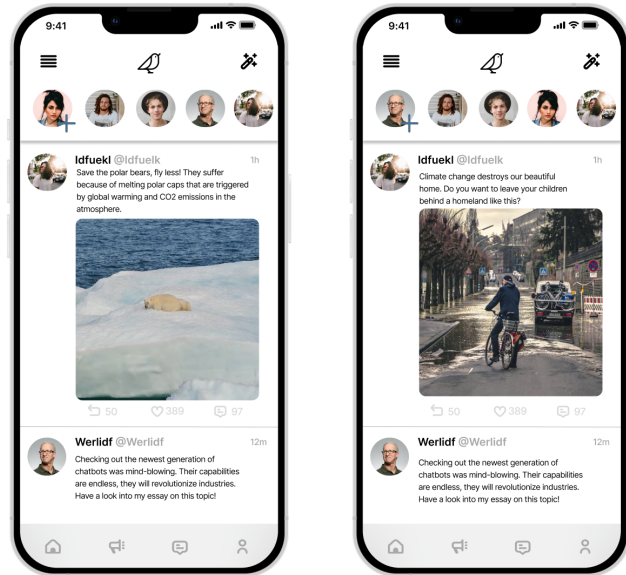 9:41
Idfuekl @Idfuelk
1h
Save the polar bears, fly less! They suffer
because of melting polar caps that are triggered
by global warming and CO2 emissions in the
atmosphere.
50
389
97
Werlidf @Werlidf
12m
Checking out the newest generation of
chatbots was mind-blowing. Their capabilities
are endless, they will revolutionize industries.
Have a look into my essay on this topic!
9:41
Idfuekl @Idfuelk
1h
Climate change destroys our beautiful
home. Do you want to leave your children
behind a homeland like this?
50
389
97
Werlidf @Werlidf
12m
Checking out the newest generation of
chatbots was mind-blowing. Their capabilities
are endless, they will revolutionize industries.
Have a look into my essay on this topic!